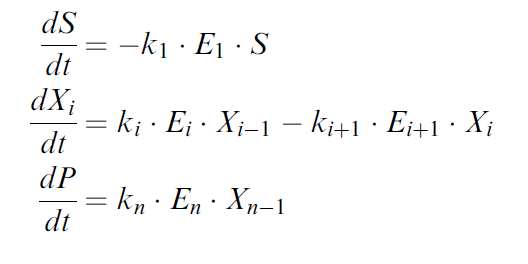 dS/dt = −k₁ · E₁ · S
dXᵢ/dt = kᵢ · Eᵢ · Xᵢ₋₁ − kᵢ₊₁ · Eᵢ₊₁ · Xᵢ
dP/dt = kₙ · Eₙ · Xₙ₋₁